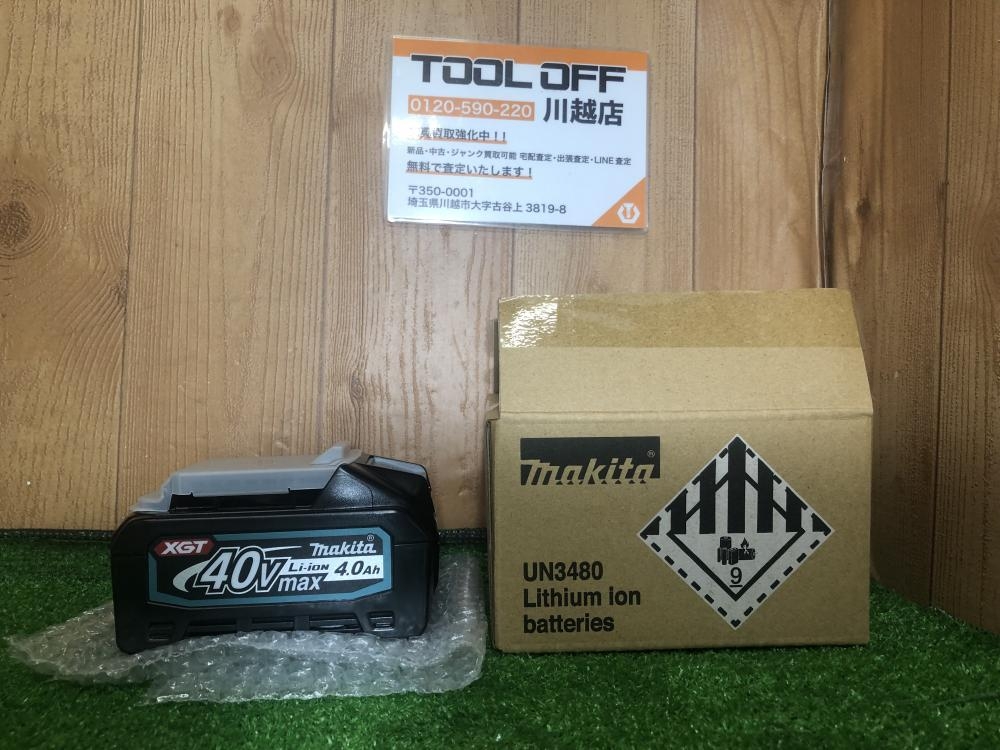 TOOL OFF
0120-590-220 川越店
買取強化中！！
新品・中古・ジャンク買取可能 宅配査定・出張査定・LINE査定
無料で査定いたします！
〒350-0001
埼玉県川越市大字古谷上 3819-8
XGT
makita®
40Vmax
Li-ion 4.0Ah
makita®
UN3480
Lithium ion
batteries
9